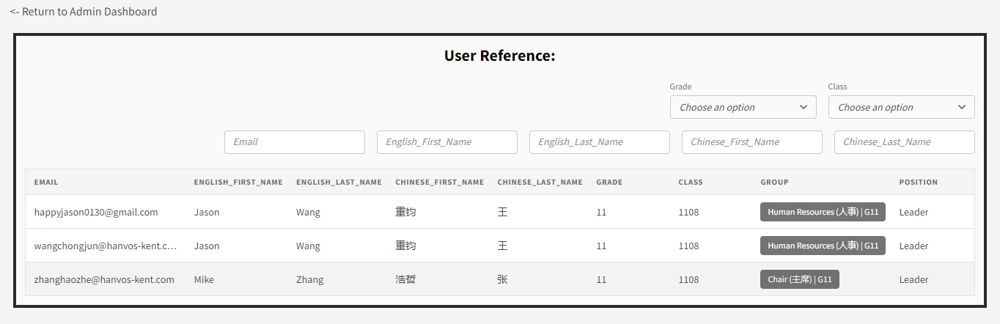 <- Return to Admin Dashboard
User Reference:
Grade Class
Choose an option Choose an option
Email English_First_Name English_Last_Name Chinese_First_Name Chinese_Last_Name
EMAIL ENGLISH_FIRST_NAME ENGLISH_LAST_NAME CHINESE_FIRST_NAME CHINESE_LAST_NAME GRADE CLASS GROUP POSITION
happyjason0130@gmail.com Jason Wang 重钧 王 11 1108 Human Resources (人事) | G11 Leader
wangchongjun@hanvos-kent.c... Jason Wang 重钧 王 11 1108 Human Resources (人事) | G11 Leader
zhanghaozhe@hanvos-kent.com Mike Zhang 浩哲 张 11 1108 Chair (主席) | G11 Leader